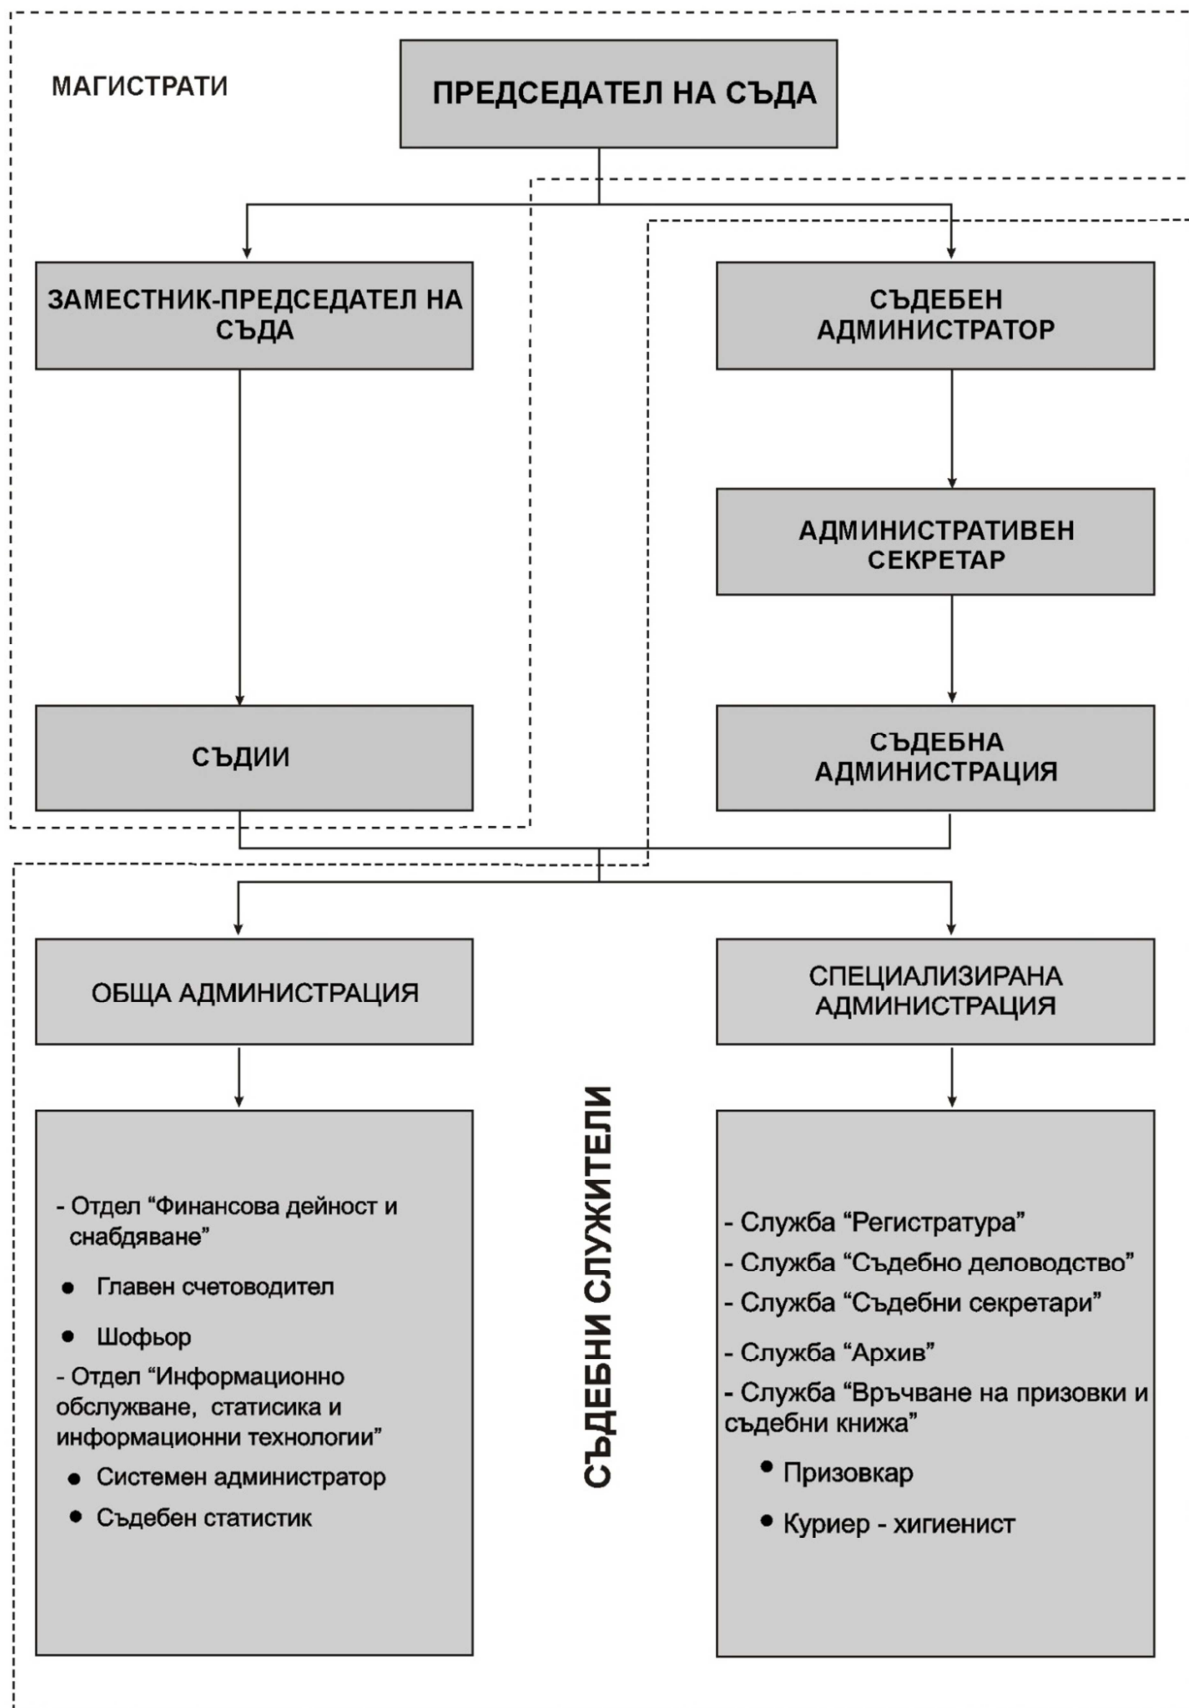 МАГИСТРАТИ
ПРЕДСЕДАТЕЛ НА СЪДА
ЗАМЕСТНИК-ПРЕДСЕДАТЕЛ НА
СЪДА
СЪДЕБЕН
АДМИНИСТРАТОР
АДМИНИСТРАТИВЕН
СЕКРЕТАР
СЪДИИ
СЪДЕБНА
АДМИНИСТРАЦИЯ
ОБЩА АДМИНИСТРАЦИЯ
СПЕЦИАЛИЗИРАНА
АДМИНИСТРАЦИЯ
- Отдел “Финансова дейност и
снабдяване”
• Главен счетоводител
• Шофьор
- Отдел “Информационно
обслужване, статисика и
информационни технологии”
• Системен администратор
• Съдебен статистик
СЪДЕБНИ СЛУЖИТЕЛИ
- Служба “Регистратура”
- Служба “Съдебно деловодство”
- Служба “Съдебни секретари”
- Служба “Архив”
- Служба “Връчване на призовки и
съдебни книжа”
• Призовкар
• Куриер - хигиенист